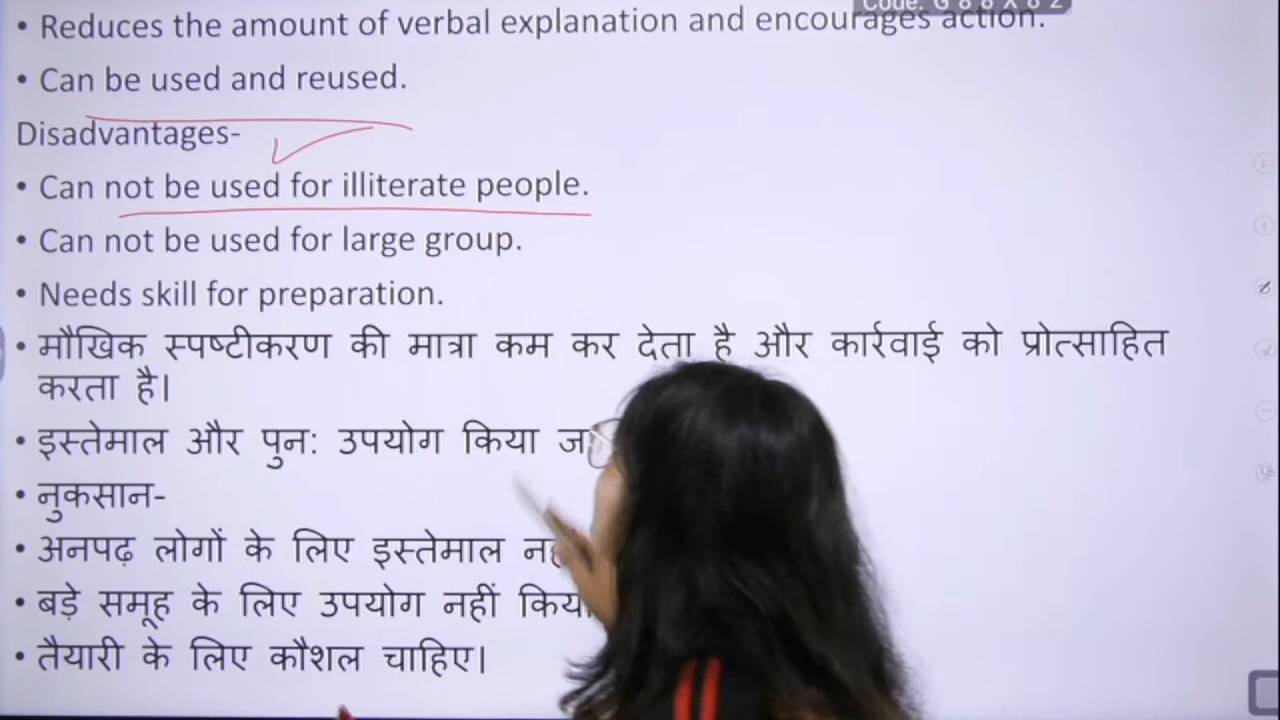 • Reduces the amount of verbal explanation and encourages action.
• Can be used and reused.
Disadvantages-
• Can not be used for illiterate people.
• Can not be used for large group.
• Needs skill for preparation.
• मौखिक स्पष्टीकरण की मात्रा कम कर देता है और कार्रवाई को प्रोत्साहित
करता है।
• इस्तेमाल और पुन: उपयोग किया
• नुकसान-
• अनपढ़ लोगों के लिए इस्तेमाल
• बड़े समूह के लिए उपयोग नहीं किया
• तैयारी के लिए कौशल चाहिए।